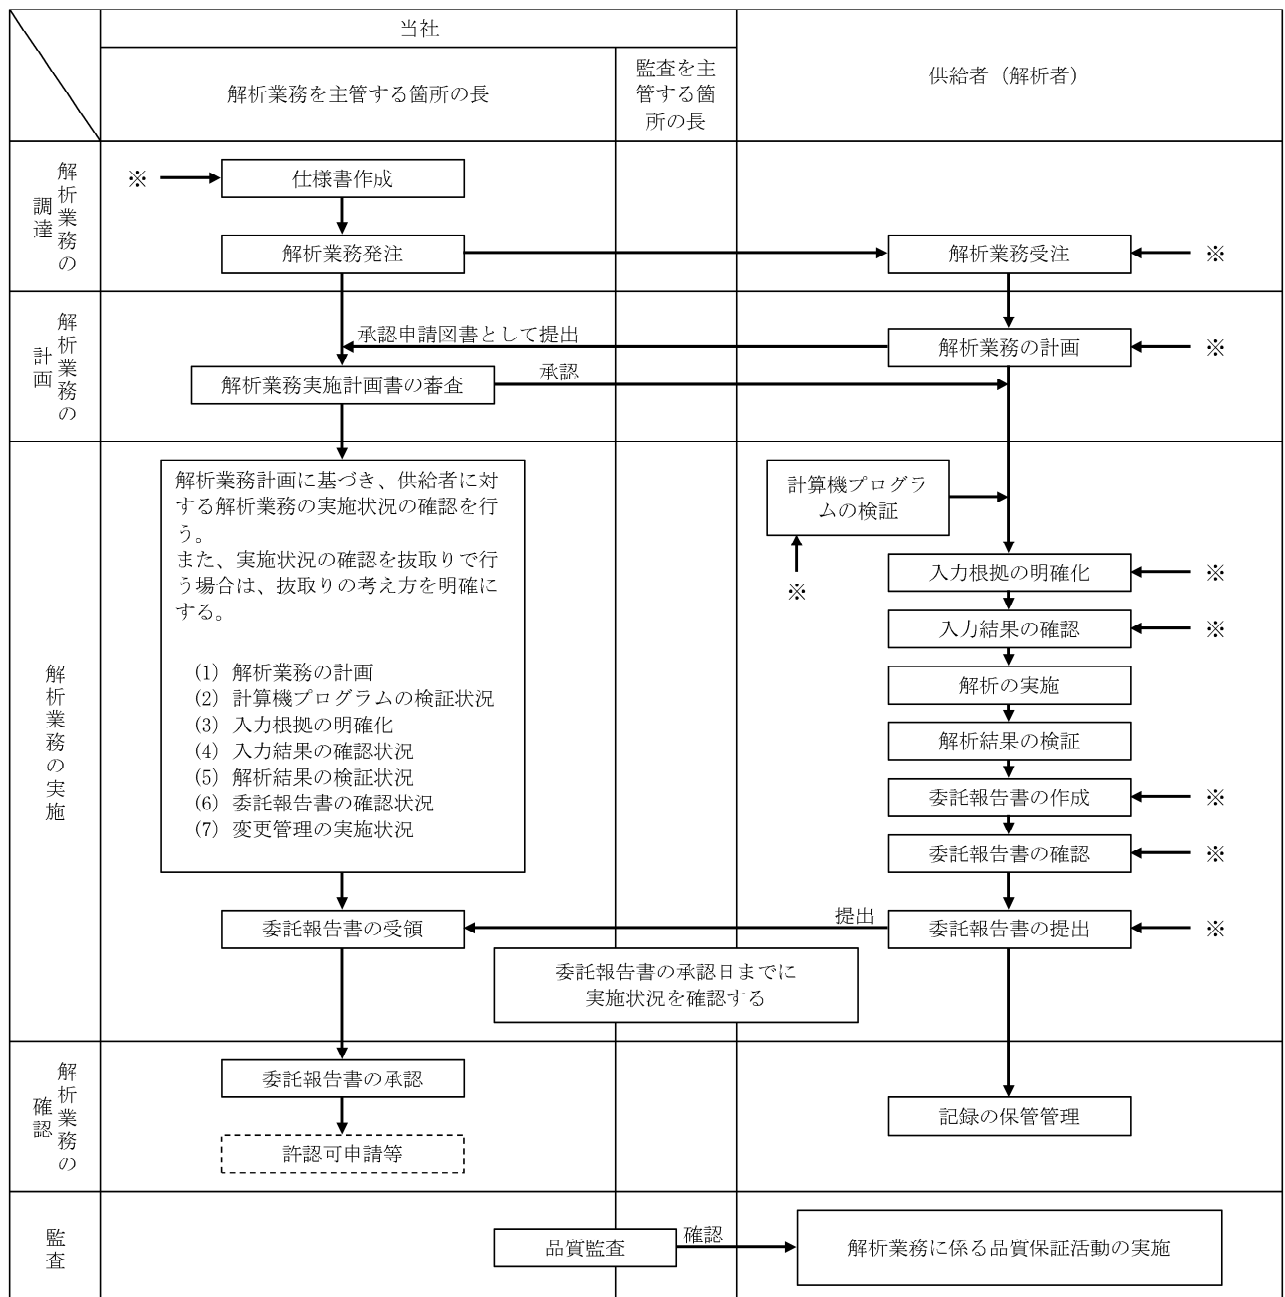 当社
解析業務を主管する箇所の長
監査を主
管する箇
所の長
供給者（解析者）
解析業務の
調達
※
仕様書作成
解析業務発注
解析業務受注
※
解析業務の
計画
承認申請図書として提出
解析業務の計画
※
解析業務実施計画書の審査
承認
解析業務の実施
解析業務計画に基づき、供給者に対
する解析業務の実施状況の確認を行
う。
また、実施状況の確認を抜取りで行
う場合は、抜取りの考え方を明確に
する。
(1) 解析業務の計画
(2) 計算機プログラムの検証状況
(3) 入力根拠の明確化
(4) 入力結果の確認状況
(5) 解析結果の検証状況
(6) 委託報告書の確認状況
(7) 変更管理の実施状況
計算機プログラ
ムの検証
※
入力根拠の明確化
※
入力結果の確認
※
解析の実施
解析結果の検証
委託報告書の作成
※
委託報告書の確認
※
委託報告書の受領
提出
委託報告書の提出
※
委託報告書の承認日までに
実施状況を確認する
解析業務の
確認
委託報告書の承認
許認可申請等
記録の保管管理
監査
品質監査
確認
解析業務に係る品質保証活動の実施